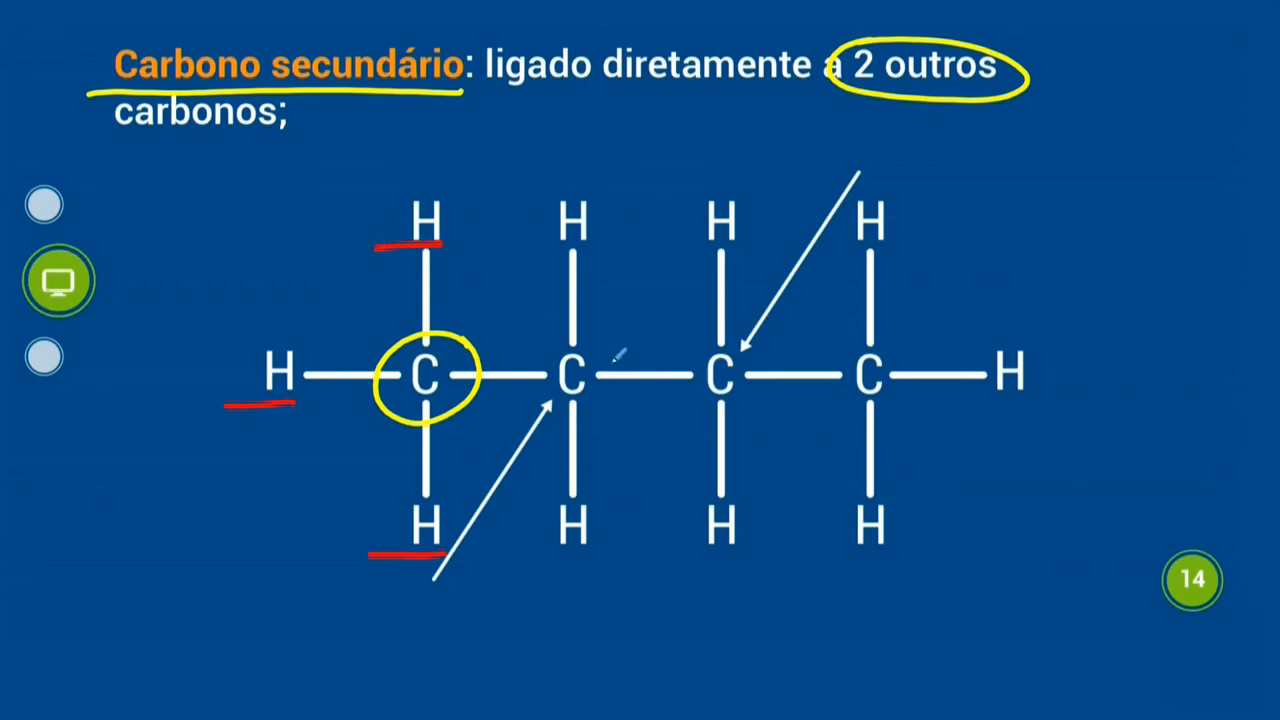 Carbono secundário: ligado diretamente a 2 outros
carbonos;
H H H H
H C C C C H
H H H H
14